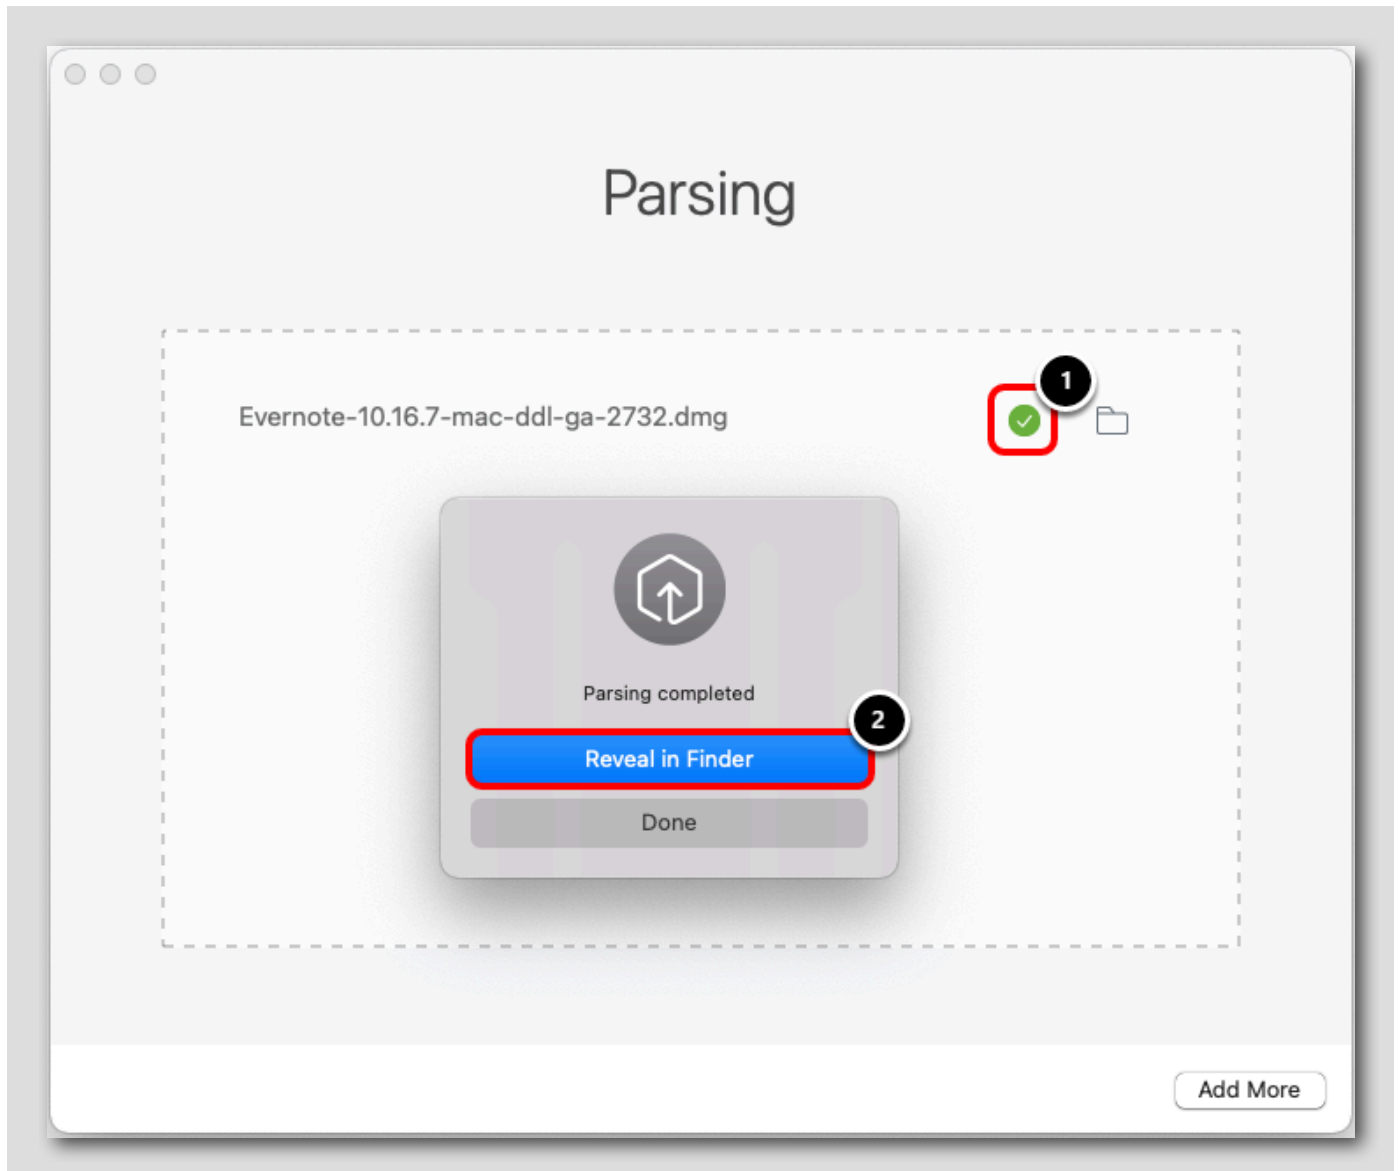 Parsing
1
Evernote-10.16.7-mac-ddl-ga-2732.dmg
Parsing completed
2
Reveal in Finder
Done
Add More